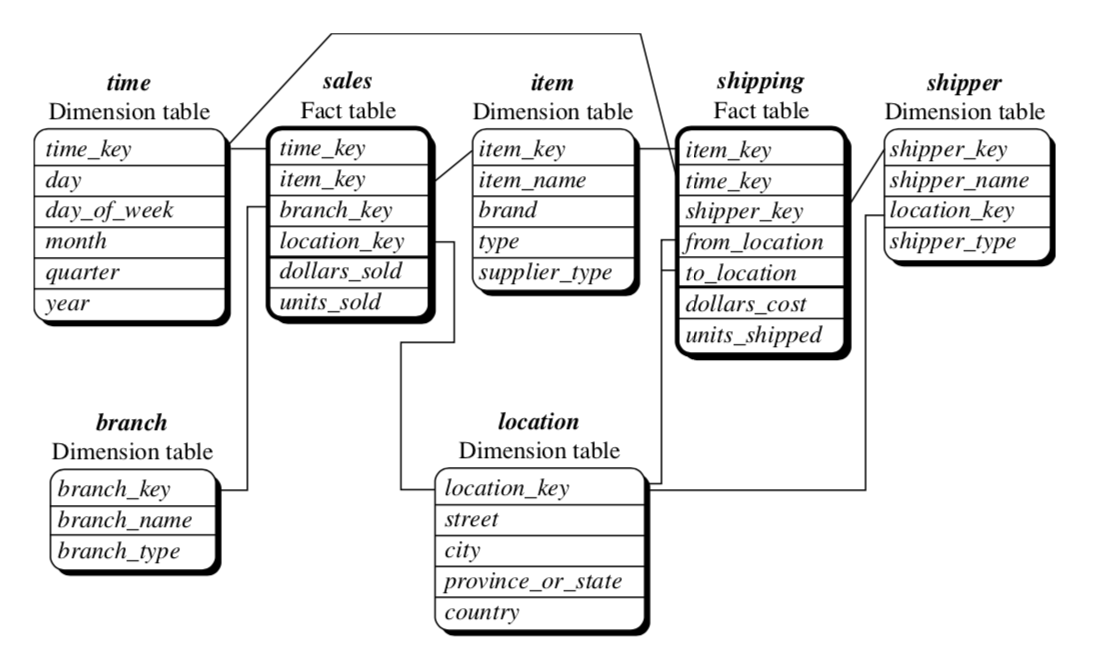 time
Dimension table
time_key
day
day_of_week
month
quarter
year
sales
Fact table
time_key
item_key
branch_key
location_key
dollars_sold
units_sold
item
Dimension table
item_key
item_name
brand
type
supplier_type
shipping
Fact table
item_key
time_key
shipper_key
from_location
to_location
dollars_cost
units_shipped
shipper
Dimension table
shipper_key
shipper_name
location_key
shipper_type
branch
Dimension table
branch_key
branch_name
branch_type
location
Dimension table
location_key
street
city
province_or_state
country